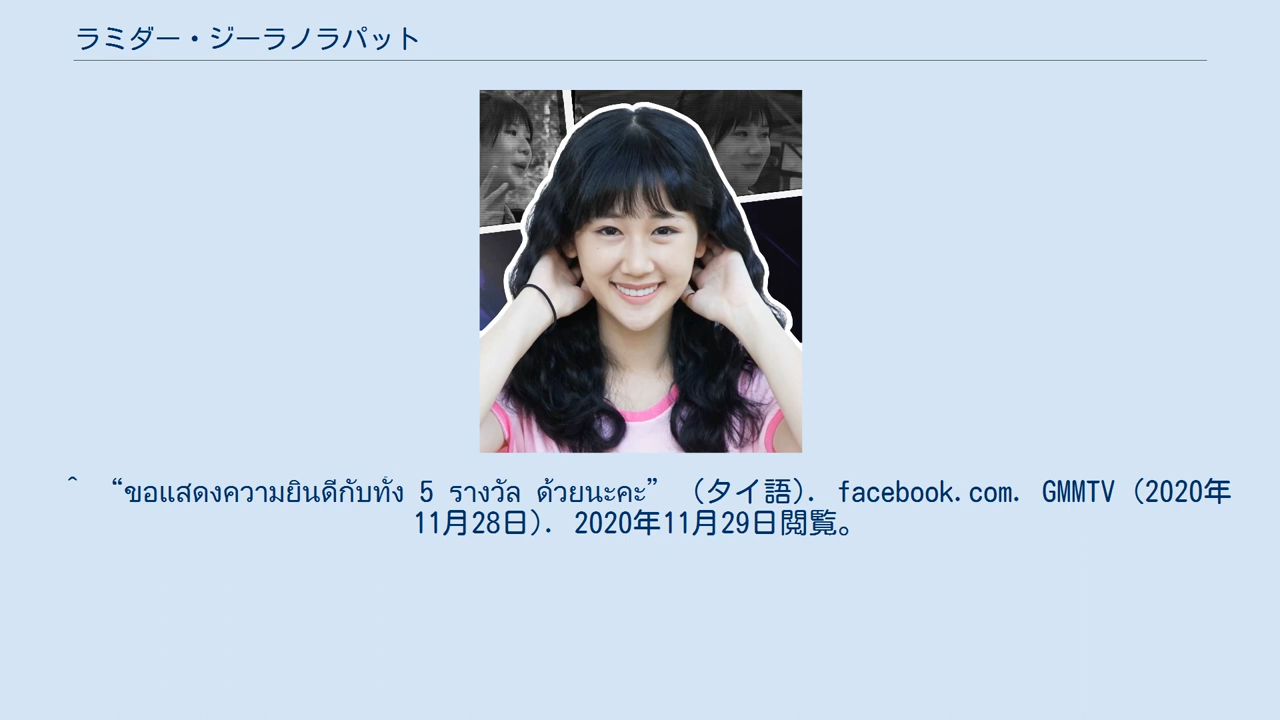 ラミダー・ジーラノラパット
^ “ขอแสดงความยินดีกับทั้ง 5 รางวัล ด้วยนะคะ” (タイ語). facebook.com. GMMTV (2020年
11月28日). 2020年11月29日閲覧。